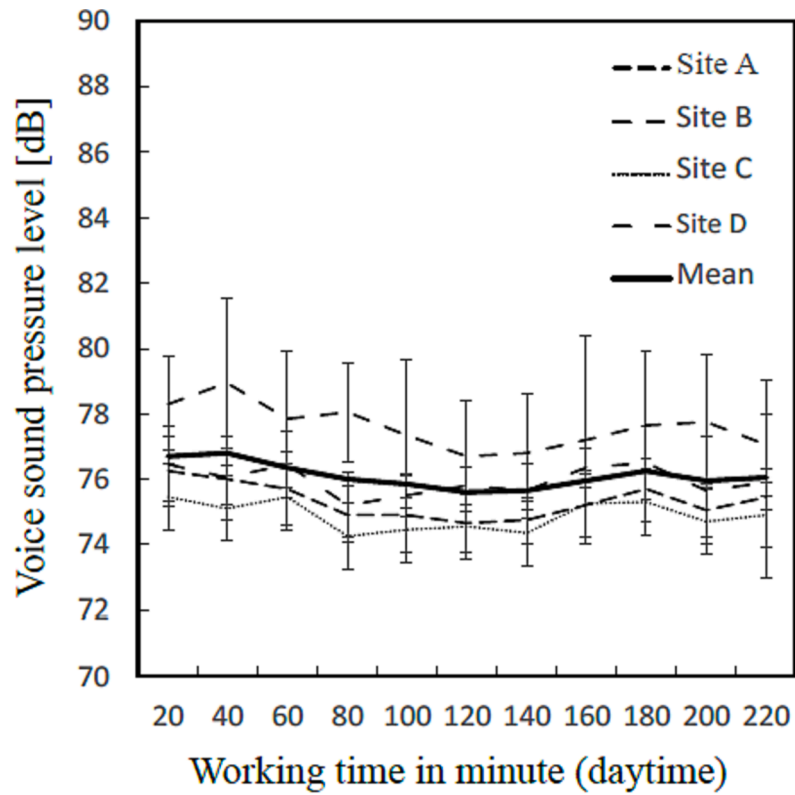 Voice sound pressure level [dB]
90
88
86
84
82
80
78
76
74
72
70
Site A
Site B
Site C
Site D
Mean
20 40 60 80 100 120 140 160 180 200 220
Working time in minute (daytime)